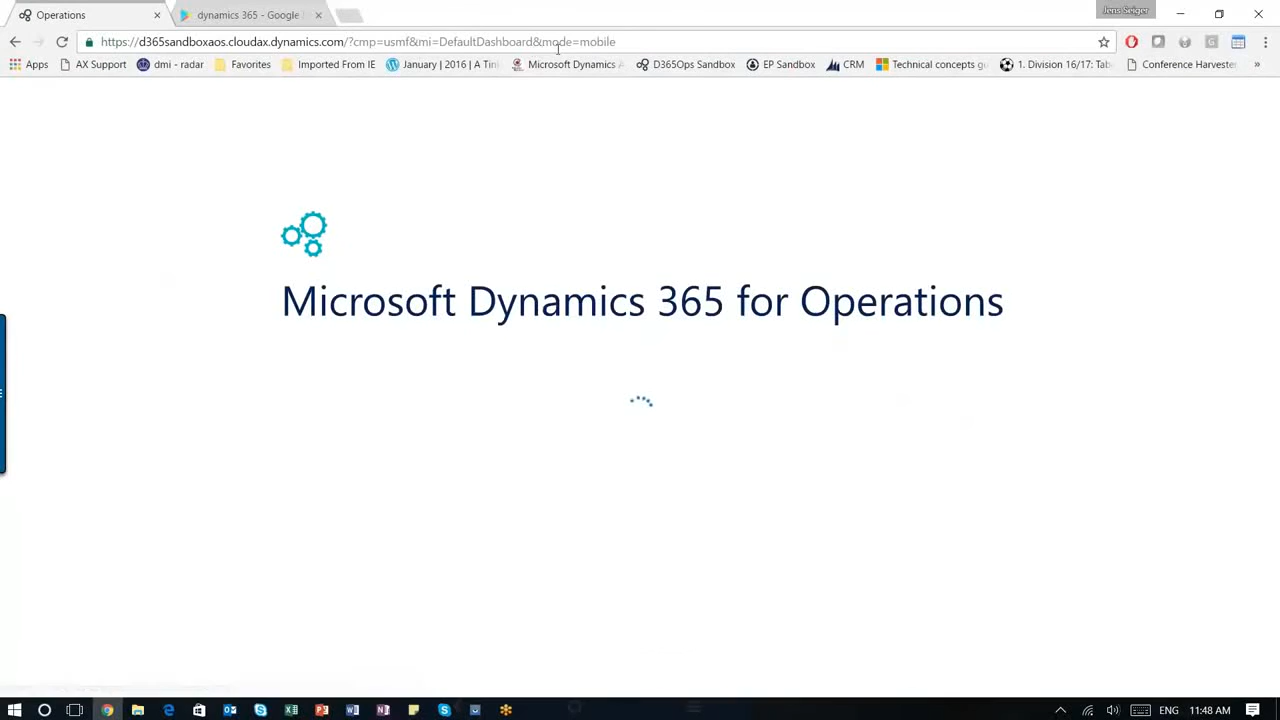 Operations
dynamics 365 - Google
Jens Seiger
https://d365sandboxaos.cloudax.dynamics.com/?cmp=usmf&mi=DefaultDashboard&mode=mobile
Apps AX Support dmi - radar Favorites Imported From IE January | 2016 | A Tin Microsoft Dynamics A D365Ops Sandbox EP Sandbox CRM Technical concepts gu 1. Division 16/17: Tab Conference Harvester »
Microsoft Dynamics 365 for Operations
ENG 11:48 AM